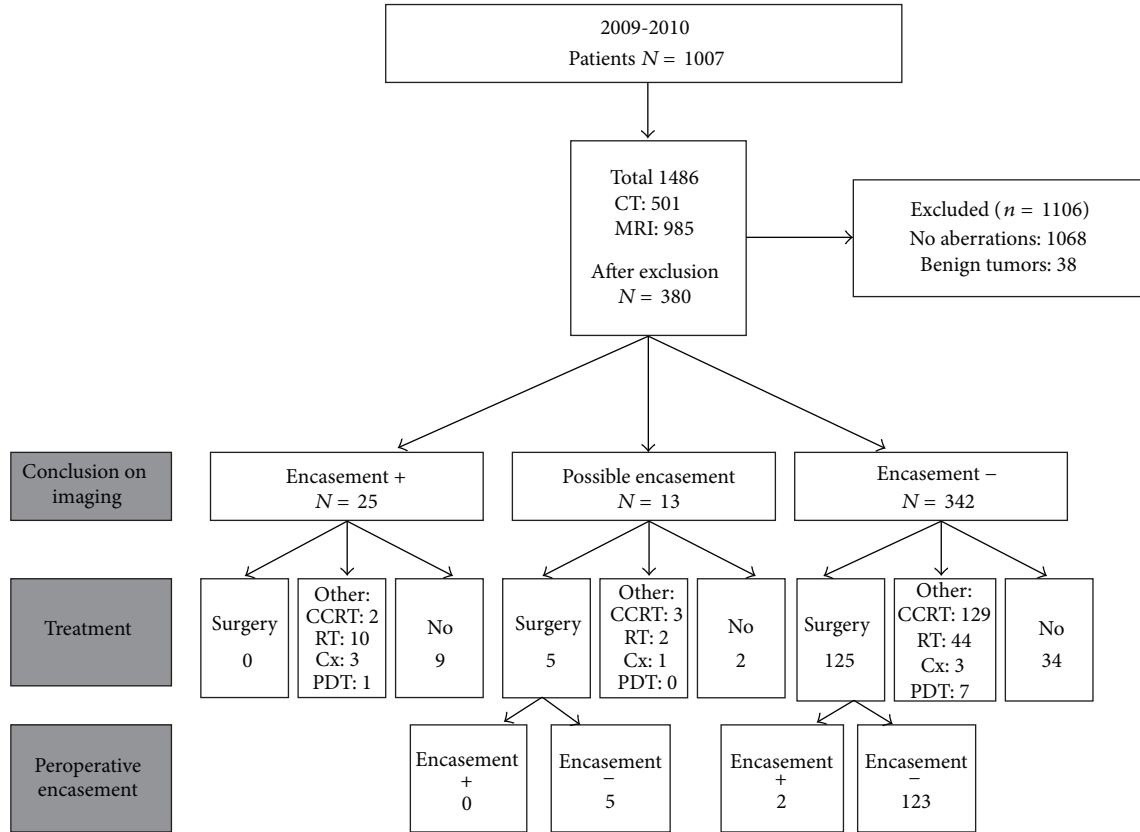 2009-2010
Patients N = 1007
Total 1486
CT: 501
MRI: 985
After exclusion
N = 380
Excluded (n = 1106)
No aberrations: 1068
Benign tumors: 38
Conclusion on
imaging
Encasement +
N = 25
Possible encasement
N = 13
Encasement −
N = 342
Treatment
Surgery
0
Other:
CCRT: 2
RT: 10
Cx: 3
PDT: 1
No
9
Surgery
5
Other:
CCRT: 3
RT: 2
Cx: 1
PDT: 0
No
2
Surgery
125
Other:
CCRT: 129
RT: 44
Cx: 3
PDT: 7
No
34
Peroperative
encasement
Encasement
+
0
Encasement
−
5
Encasement
+
2
Encasement
−
123